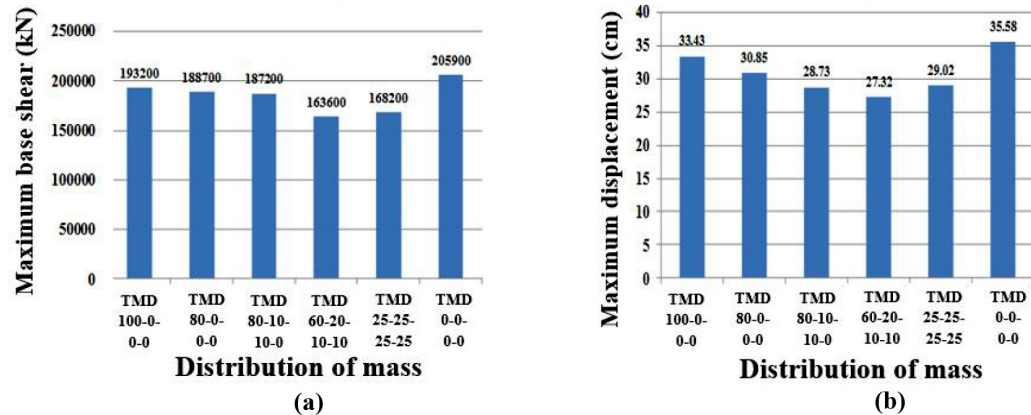 Maximum base shear (kN)
250000
200000
150000
100000
50000
0
193200
188700
187200
163600
168200
205900
TMD
100-0-
0-0
TMD
80-0-
0-0
TMD
80-10-
10-0
TMD
60-20-
10-10
TMD
25-25-
25-25
TMD
0-0-
0-0
Distribution of mass
(a)
Maximum displacement (cm)
40
35
30
25
20
15
10
5
0
33.43
30.85
28.73
27.32
29.02
35.58
TMD
100-0-
0-0
TMD
80-0-
0-0
TMD
80-10-
10-0
TMD
60-20-
10-10
TMD
25-25-
25-25
TMD
0-0-
0-0
Distribution of mass
(b)